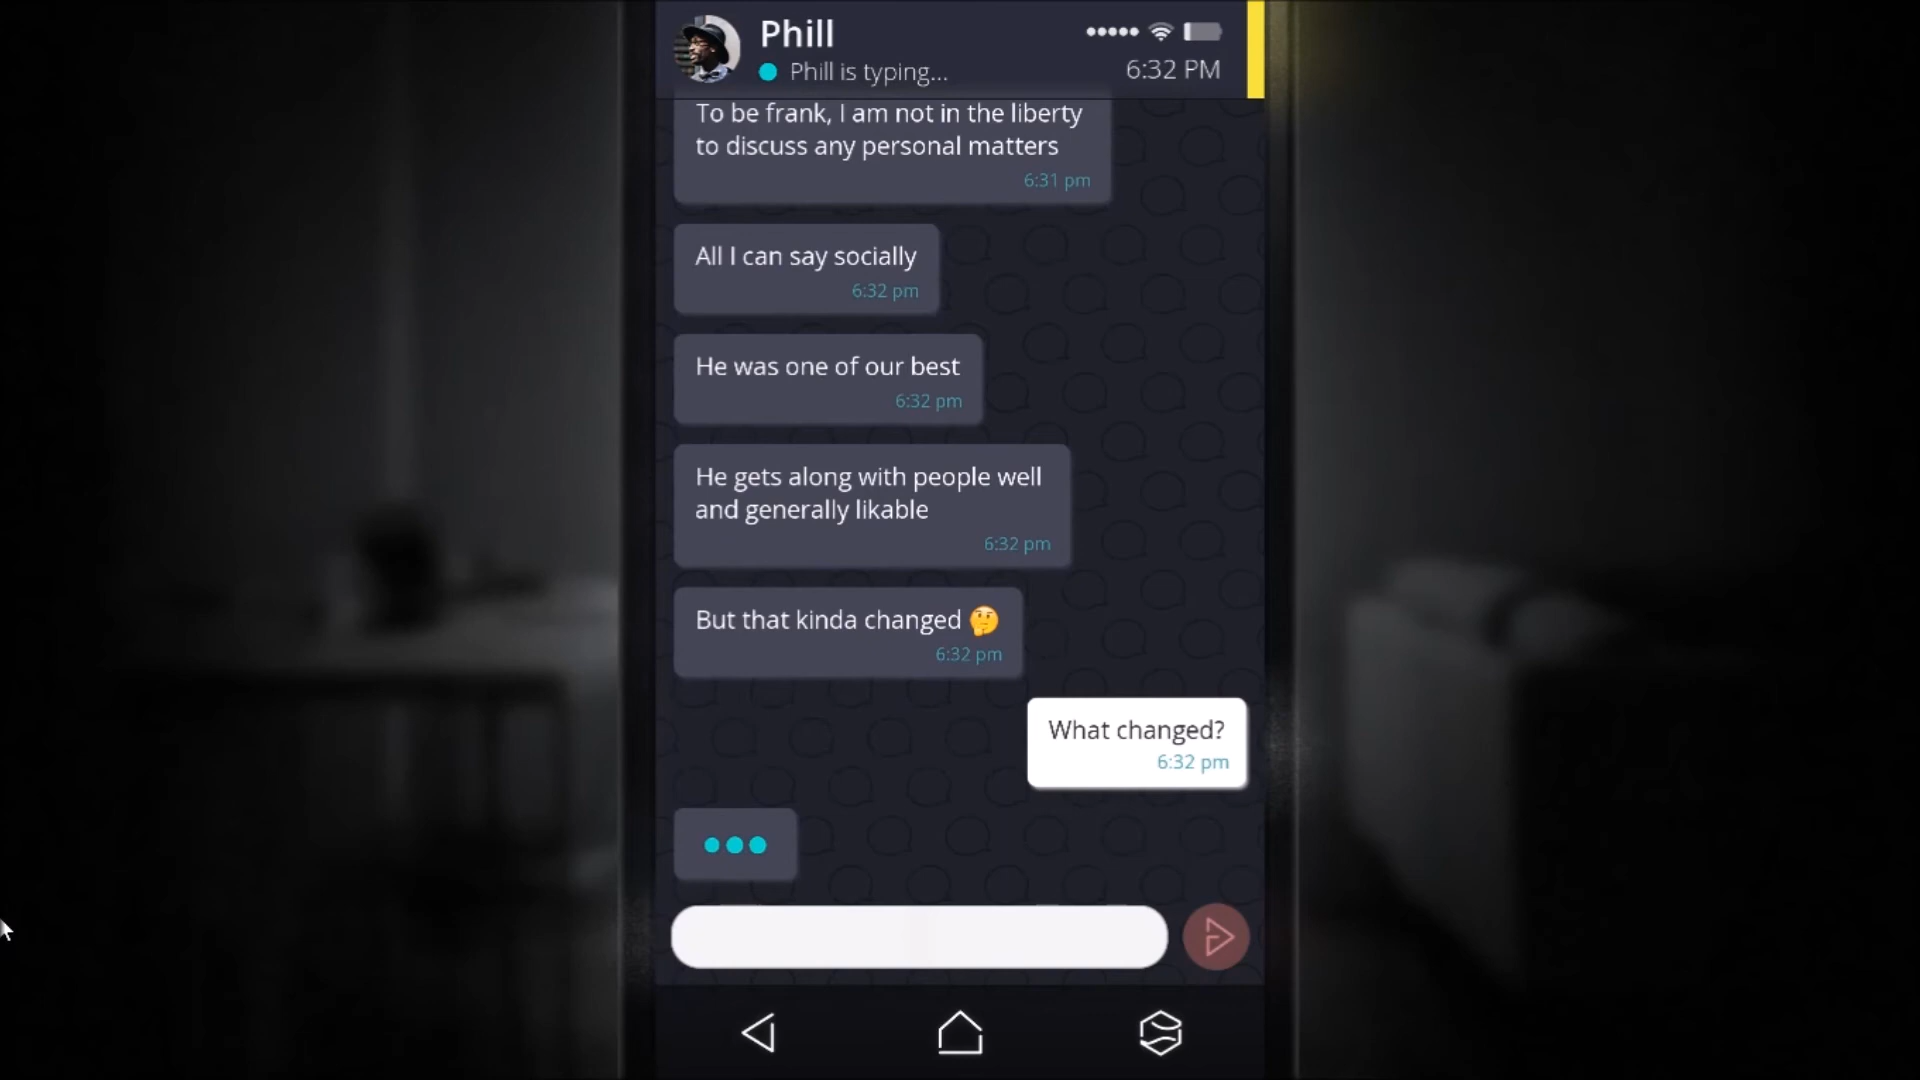 Phill
Phill is typing...
6:32 PM
To be frank, I am not in the liberty
to discuss any personal matters
6:31 pm
All I can say socially
6:32 pm
He was one of our best
6:32 pm
He gets along with people well
and generally likable
6:32 pm
But that kinda changed 🤔
6:32 pm
What changed?
6:32 pm